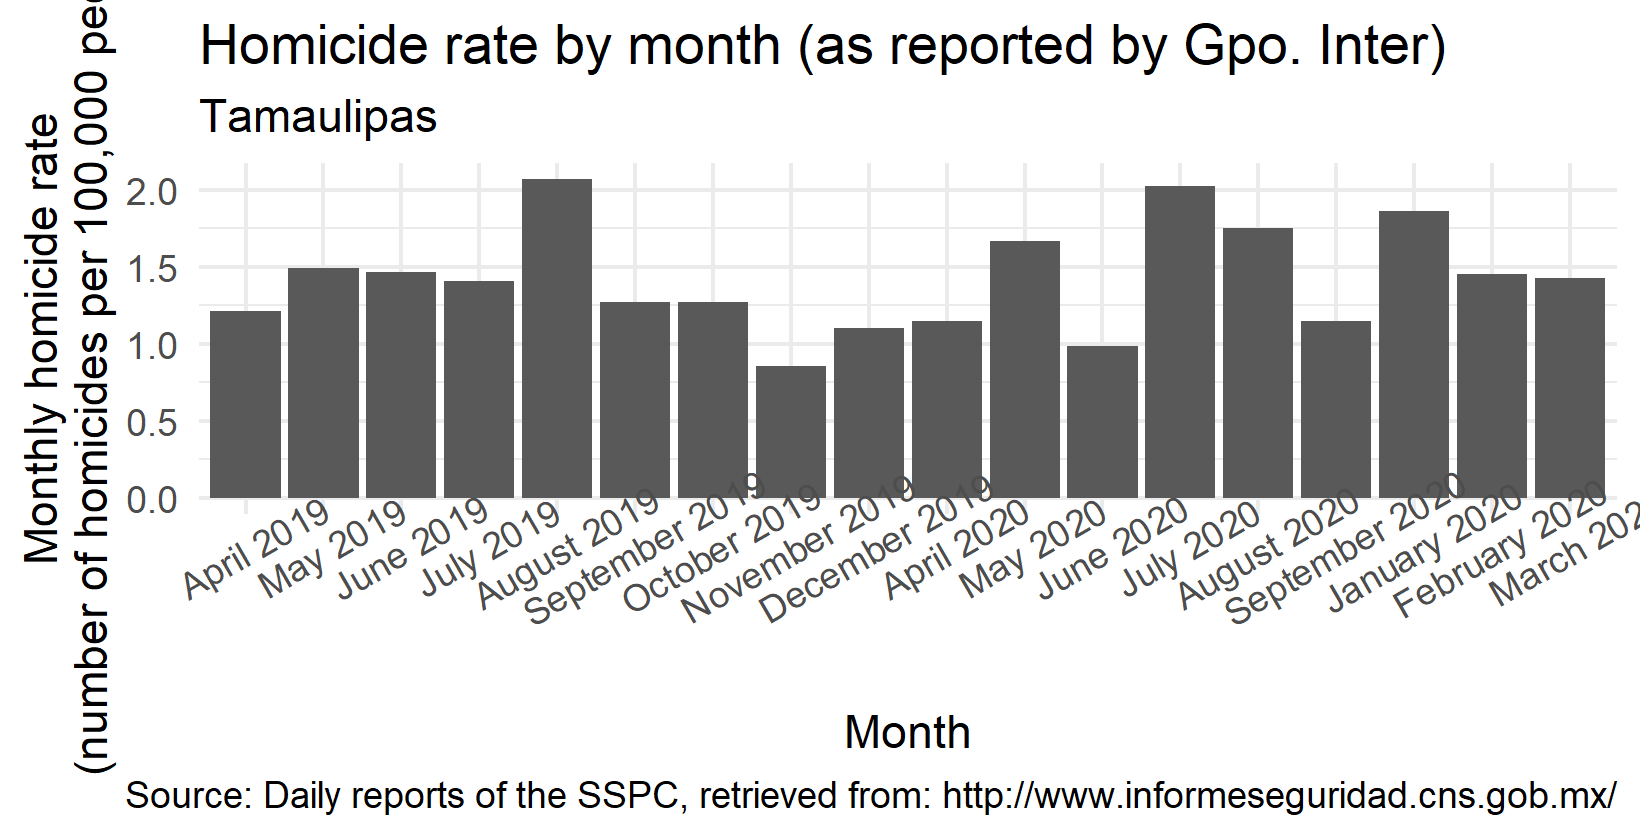 Homicide rate by month (as reported by Gpo. Inter)
Tamaulipas
Monthly homicide rate
(number of homicides per 100,000
2.0
1.5
1.0
0.5
0.0
April 2019
May 2019
June 2019
July 2019
August 2019
September 2019
October 2019
November 2019
December 2019
April 2020
May 2020
June 2020
July 2020
August 2020
September 2020
January 2020
February 2020
March 202
Month
Source: Daily reports of the SSPC, retrieved from: http://www.informeseguridad.cns.gob.mx/